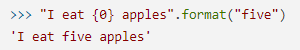 >>> "I eat {0} apples".format("five")
'I eat five apples'